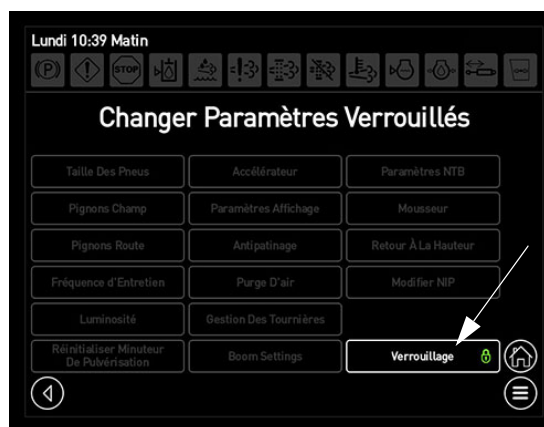 Lundi 10:39 Matin
P STOP
Changer Paramètres Verrouillés
Taille Des Pneus Accélérateur Paramètres NTB
Pignons Champ Paramètres Affichage Mousseur
Pignons Route Antipatinage Retour À La Hauteur
Fréquence d'Entretien Purge D'air Modifier NIP
Luminosité Gestion Des Tournières
Réinitialiser Minuteur
De Pulvérisation Boom Settings Verrouillage